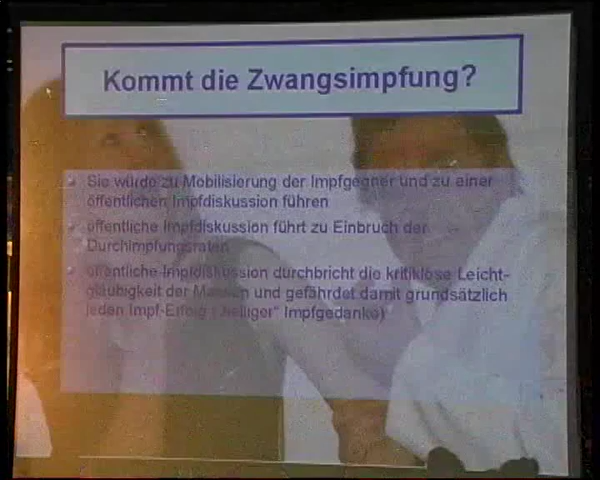 Kommt die Zwangsimpfung?
Sie würde zu Mobilisierung der Impfgegner und zu einer
öffentlichen Impfdiskussion führen
öffentliche Impfdiskussion führt zu Einbruch der
Durchimpfungsraten
öffentliche Impfdiskussion durchbricht die kritiklose Leicht-
gläubigkeit der Massen und gefährdet damit grundsätzlich
jeden Impf-Erfolg („heiliger“ Impfgedanke)